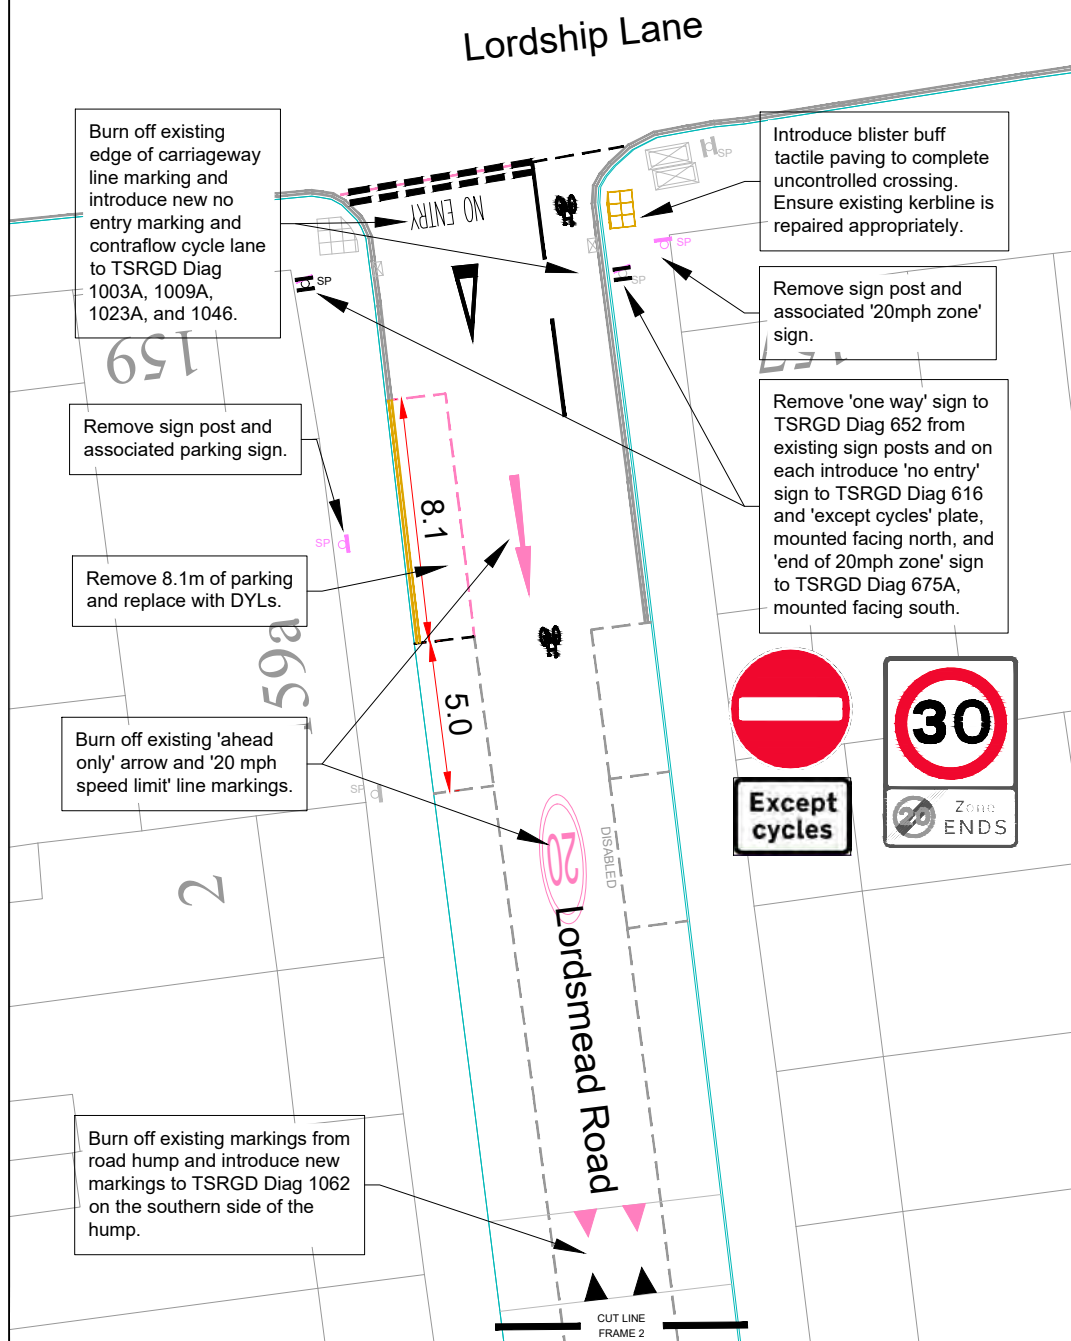 Lordship Lane
Burn off existing
edge of carriageway
line marking and
introduce new no
entry marking and
contraflow cycle lane
to TSRGD Diag
1003A, 1009A,
1023A, and 1046.
Introduce blister buff
tactile paving to complete
uncontrolled crossing.
Ensure existing kerbline is
repaired appropriately.
SP
NO ENTRY
SP
SP
SP
Remove sign post and
associated '20mph zone'
sign.
159
157
Remove sign post and
associated parking sign.
Remove 'one way' sign to
TSRGD Diag 652 from
existing sign posts and on
each introduce 'no entry'
sign to TSRGD Diag 616
and 'except cycles' plate,
mounted facing north, and
'end of 20mph zone' sign
to TSRGD Diag 675A,
mounted facing south.
8.1
SP
Remove 8.1m of parking
and replace with DYLs.
159a
5.0
Burn off existing 'ahead
only' arrow and '20 mph
speed limit' line markings.
SP
30
Except
cycles
20 Zone
ENDS
20
DISABLED
2
Lordsmead Road
Burn off existing markings from
road hump and introduce new
markings to TSRGD Diag 1062
on the southern side of the
hump.
CUT LINE
FRAME 2